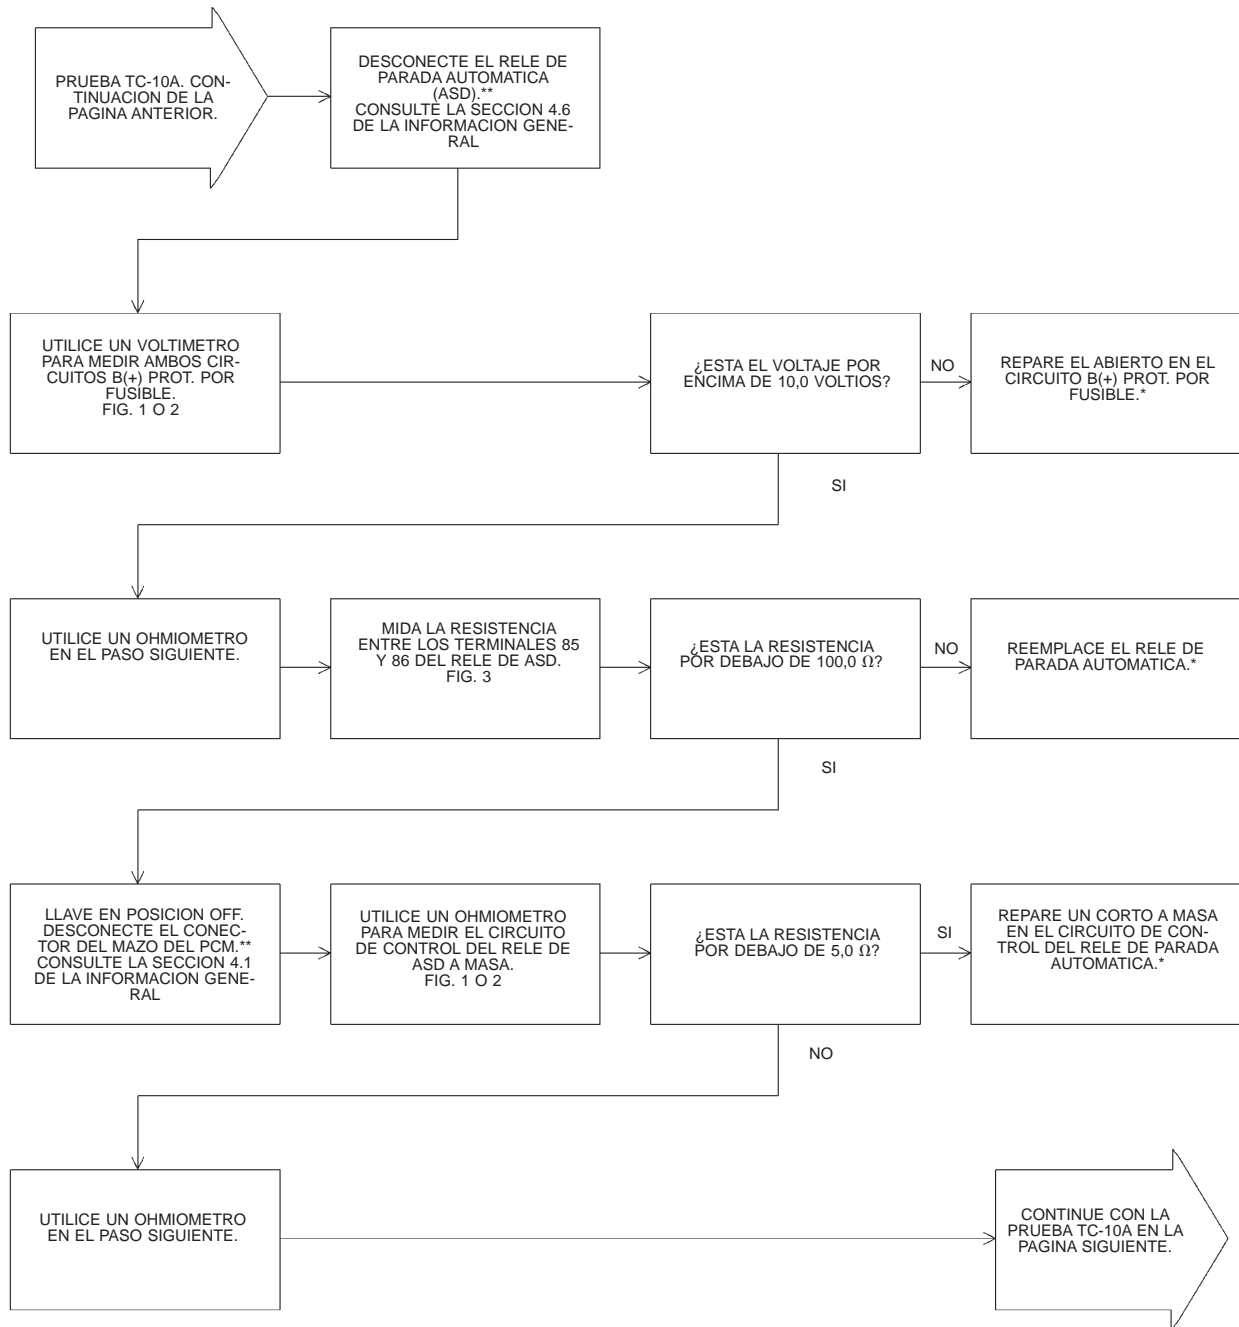 PRUEBA TC-10A. CON-
TINUACION DE LA
PAGINA ANTERIOR.
DESCONECTE EL RELE DE
PARADA AUTOMATICA
(ASD).**
CONSULTE LA SECCION 4.6
DE LA INFORMACION GENE-
RAL
UTILICE UN VOLTIMETRO
PARA MEDIR AMBOS CIR-
CUITOS B(+) PROT. POR
FUSIBLE.
FIG. 1 O 2
¿ESTA EL VOLTAJE POR
ENCIMA DE 10,0 VOLTIOS?
NO
REPARE EL ABIERTO EN EL
CIRCUITO B(+) PROT. POR
FUSIBLE.*
SI
UTILICE UN OHMIOMETRO
EN EL PASO SIGUIENTE.
MIDA LA RESISTENCIA
ENTRE LOS TERMINALES 85
Y 86 DEL RELE DE ASD.
FIG. 3
¿ESTA LA RESISTENCIA
POR DEBAJO DE 100,0 Ω?
NO
REEMPLACE EL RELE DE
PARADA AUTOMATICA.*
SI
LLAVE EN POSICION OFF.
DESCONECTE EL CONEC-
TOR DEL MAZO DEL PCM.**
CONSULTE LA SECCION 4.1
DE LA INFORMACION GENE-
RAL
UTILICE UN OHMIOMETRO
PARA MEDIR EL CIRCUITO
DE CONTROL DEL RELE DE
ASD A MASA.
FIG. 1 O 2
¿ESTA LA RESISTENCIA
POR DEBAJO DE 5,0 Ω?
SI
REPARE UN CORTO A MASA
EN EL CIRCUITO DE CON-
TROL DEL RELE DE PARADA
AUTOMATICA.*
NO
UTILICE UN OHMIOMETRO
EN EL PASO SIGUIENTE.
CONTINUE CON LA
PRUEBA TC-10A EN LA
PAGINA SIGUIENTE.